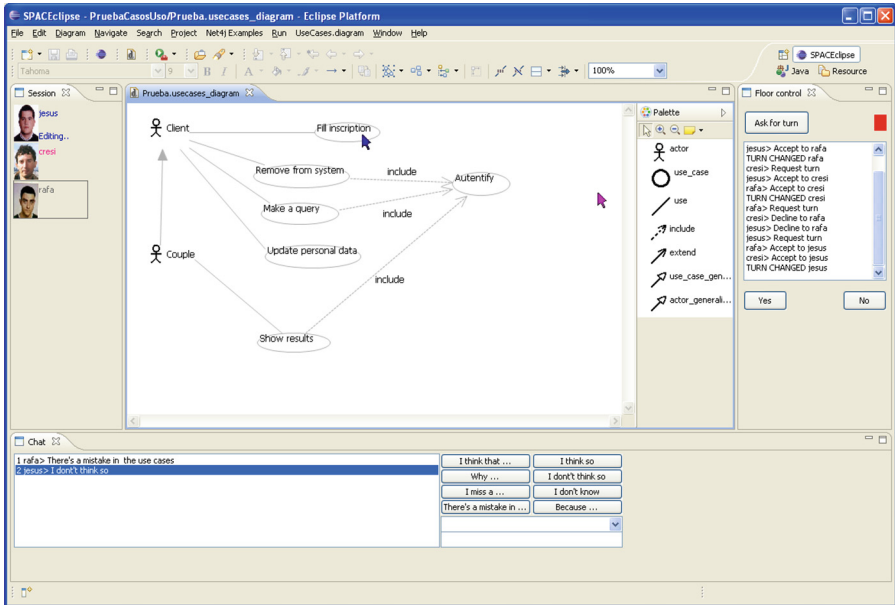 SPACEclipse - PruebaCasosUso/Prueba.usecases_diagram - Eclipse Platform
File Edit Diagram Navigate Search Project Net4j Examples Run UseCases.diagram Window Help
SPACEclipse
Tahoma 9 B I A 100%
Java Resource
Session
Prueba.usecases_diagram
Floor control
jesus
Editing..
cresi
rafa
Client
Fill inscription
Remove from system
include
Autentify
Make a query
include
Couple
Update personal data
include
Show results
Palette
actor
use_case
use
include
extend
use_case_gen...
actor_generali...
Ask for turn
jesus> Accept to rafa
TURN CHANGED rafa
cresi> Request turn
jesus> Accept to cresi
rafa> Accept to cresi
TURN CHANGED cresi
rafa> Request turn
cresi> Decline to rafa
jesus> Decline to rafa
jesus> Request turn
rafa> Accept to jesus
cresi> Accept to jesus
TURN CHANGED jesus
Yes No
Chat
1 rafa> There's a mistake in the use cases
2 jesus> I dont't think so
I think that ... I think so
Why ... I dont't think so
I miss a ... I don't know
There's a mistake in ... Because ...